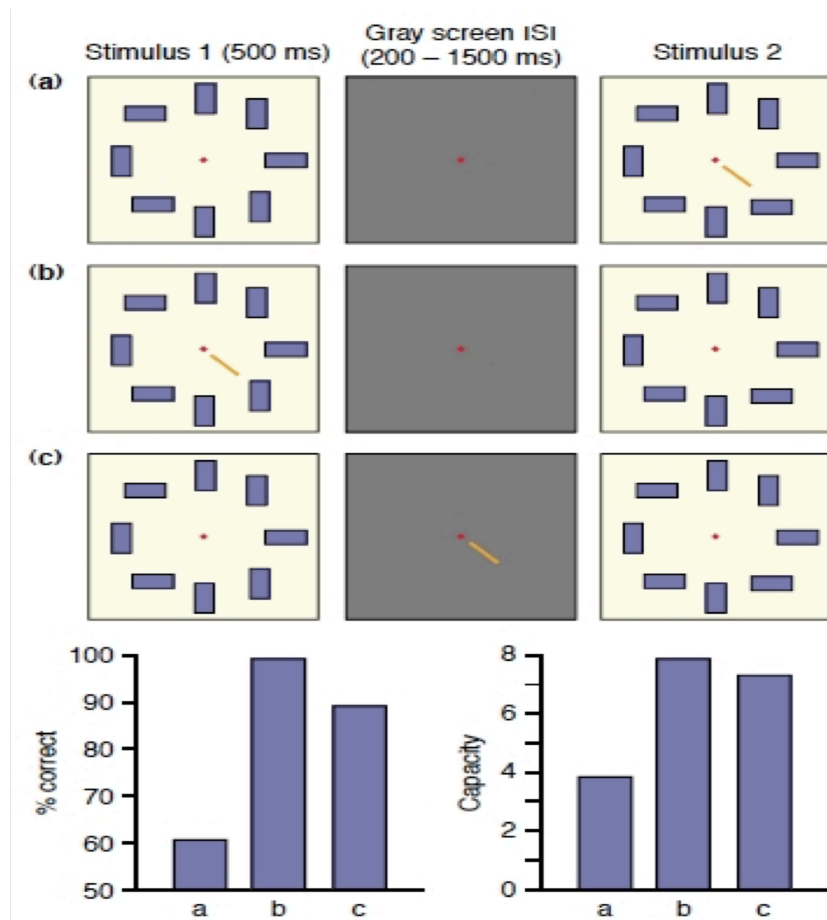 Stimulus 1 (500 ms)
Gray screen ISI
(200 – 1500 ms)
Stimulus 2
(a)
(b)
(c)
100
90
80
70
60
50
% correct
a b c
8
6
4
2
0
Capacity
a b c